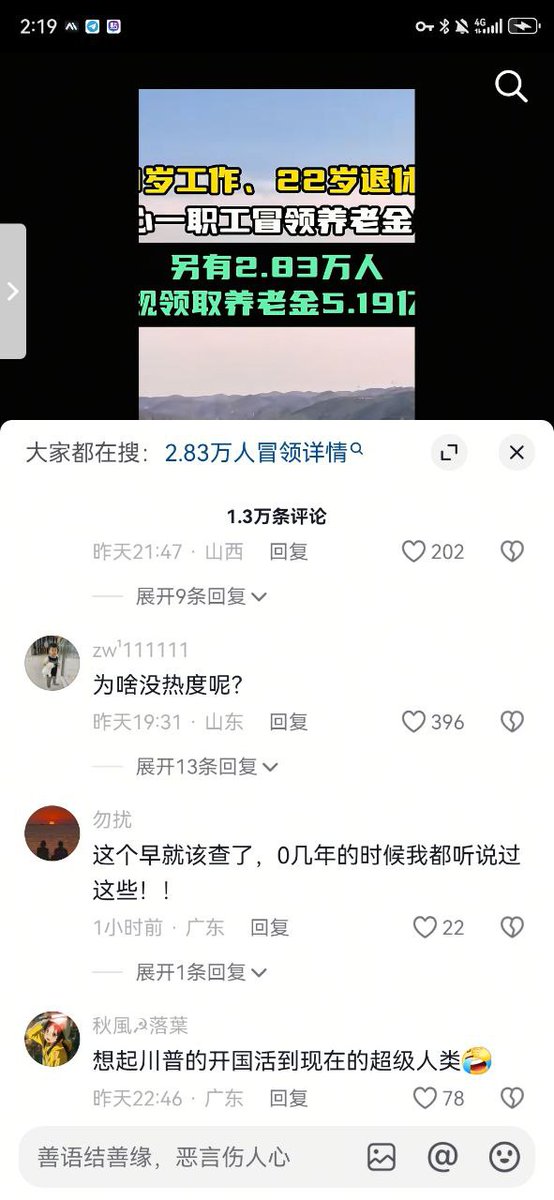 2:19
4G
岁工作、22岁退休
一职工冒领养老金
另有2.83万人
规领取养老金5.19亿
大家都在搜：2.83万人冒领详情
1.3万条评论
昨天21:47 · 山西 回复 202
展开9条回复
zw¹111111
为啥没热度呢？
昨天19:31 · 山东 回复 396
展开13条回复
勿扰
这个早就该查了，0几年的时候我都听说过
这些！！
1小时前 · 广东 回复 22
展开1条回复
秋風☭落葉
想起川普的开国活到现在的超级人类🤣
昨天22:46 · 广东 回复 78
善语结善缘，恶言伤人心